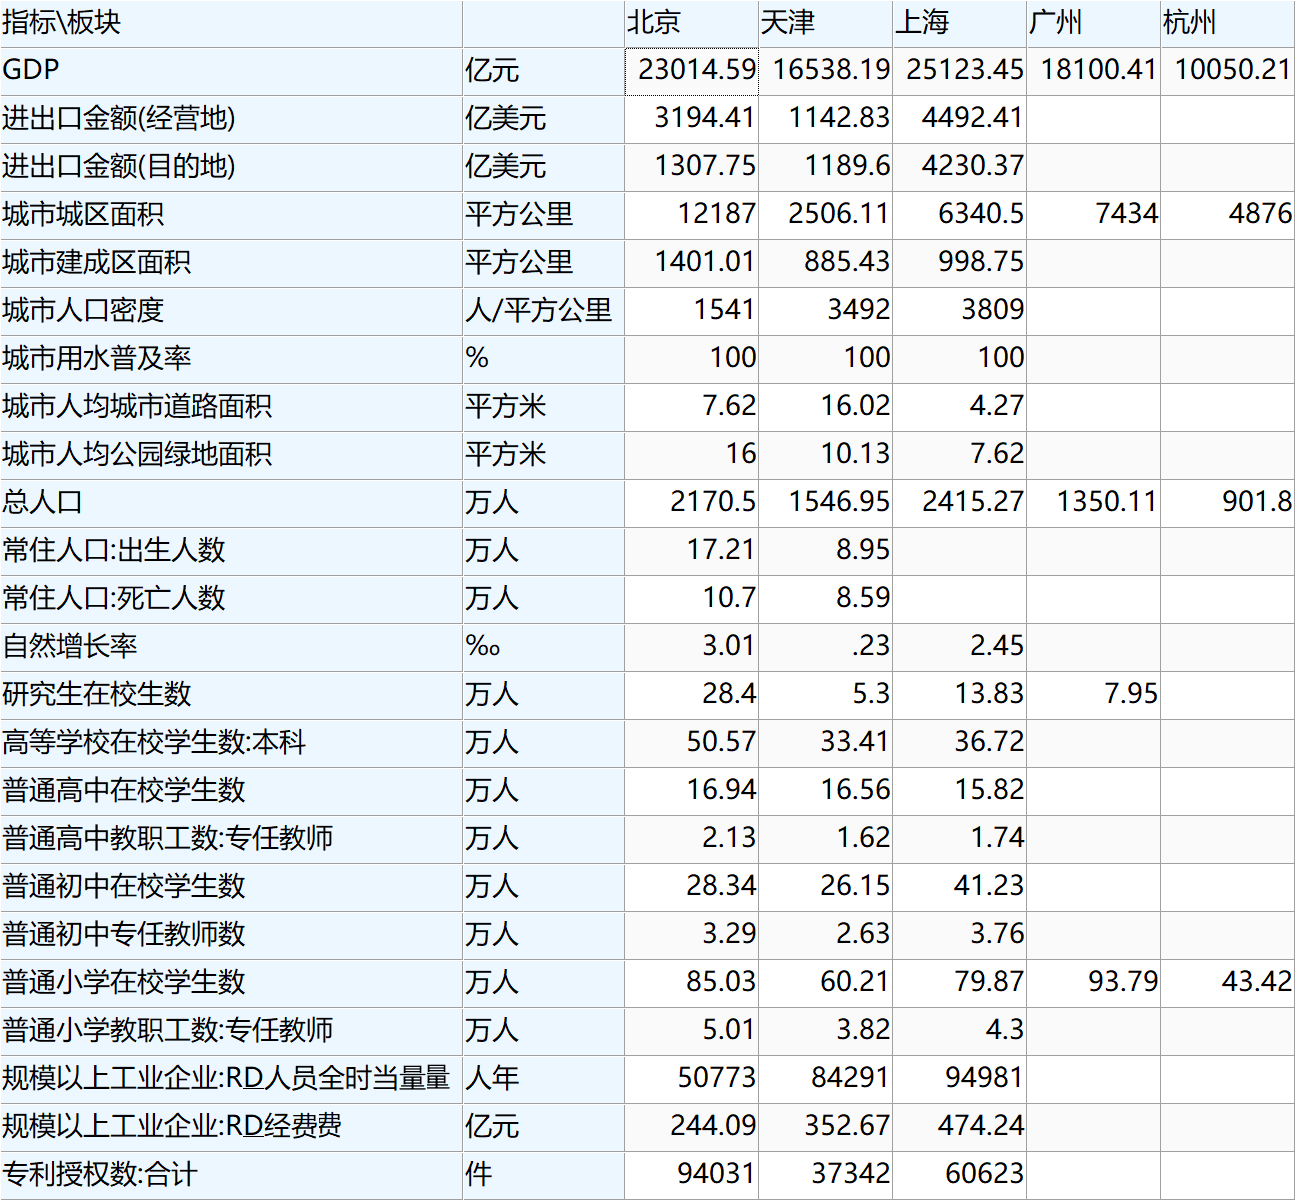 指标\板块 北京 天津 上海 广州 杭州
GDP 亿元 23014.59 16538.19 25123.45 18100.41 10050.21
进出口金额(经营地) 亿美元 3194.41 1142.83 4492.41
进出口金额(目的地) 亿美元 1307.75 1189.6 4230.37
城市城区面积 平方公里 12187 2506.11 6340.5 7434 4876
城市建成区面积 平方公里 1401.01 885.43 998.75
城市人口密度 人/平方公里 1541 3492 3809
城市用水普及率 % 100 100 100
城市人均城市道路面积 平方米 7.62 16.02 4.27
城市人均公园绿地面积 平方米 16 10.13 7.62
总人口 万人 2170.5 1546.95 2415.27 1350.11 901.8
常住人口:出生人数 万人 17.21 8.95
常住人口:死亡人数 万人 10.7 8.59
自然增长率 ‰ 3.01 .23 2.45
研究生在校生数 万人 28.4 5.3 13.83 7.95
高等学校在校学生数:本科 万人 50.57 33.41 36.72
普通高中在校学生数 万人 16.94 16.56 15.82
普通高中教职工数:专任教师 万人 2.13 1.62 1.74
普通初中在校学生数 万人 28.34 26.15 41.23
普通初中专任教师数 万人 3.29 2.63 3.76
普通小学在校学生数 万人 85.03 60.21 79.87 93.79 43.42
普通小学教职工数:专任教师 万人 5.01 3.82 4.3
规模以上工业企业:RD人员全时当量量 人年 50773 84291 94981
规模以上工业企业:RD经费费 亿元 244.09 352.67 474.24
专利授权数:合计 件 94031 37342 60623